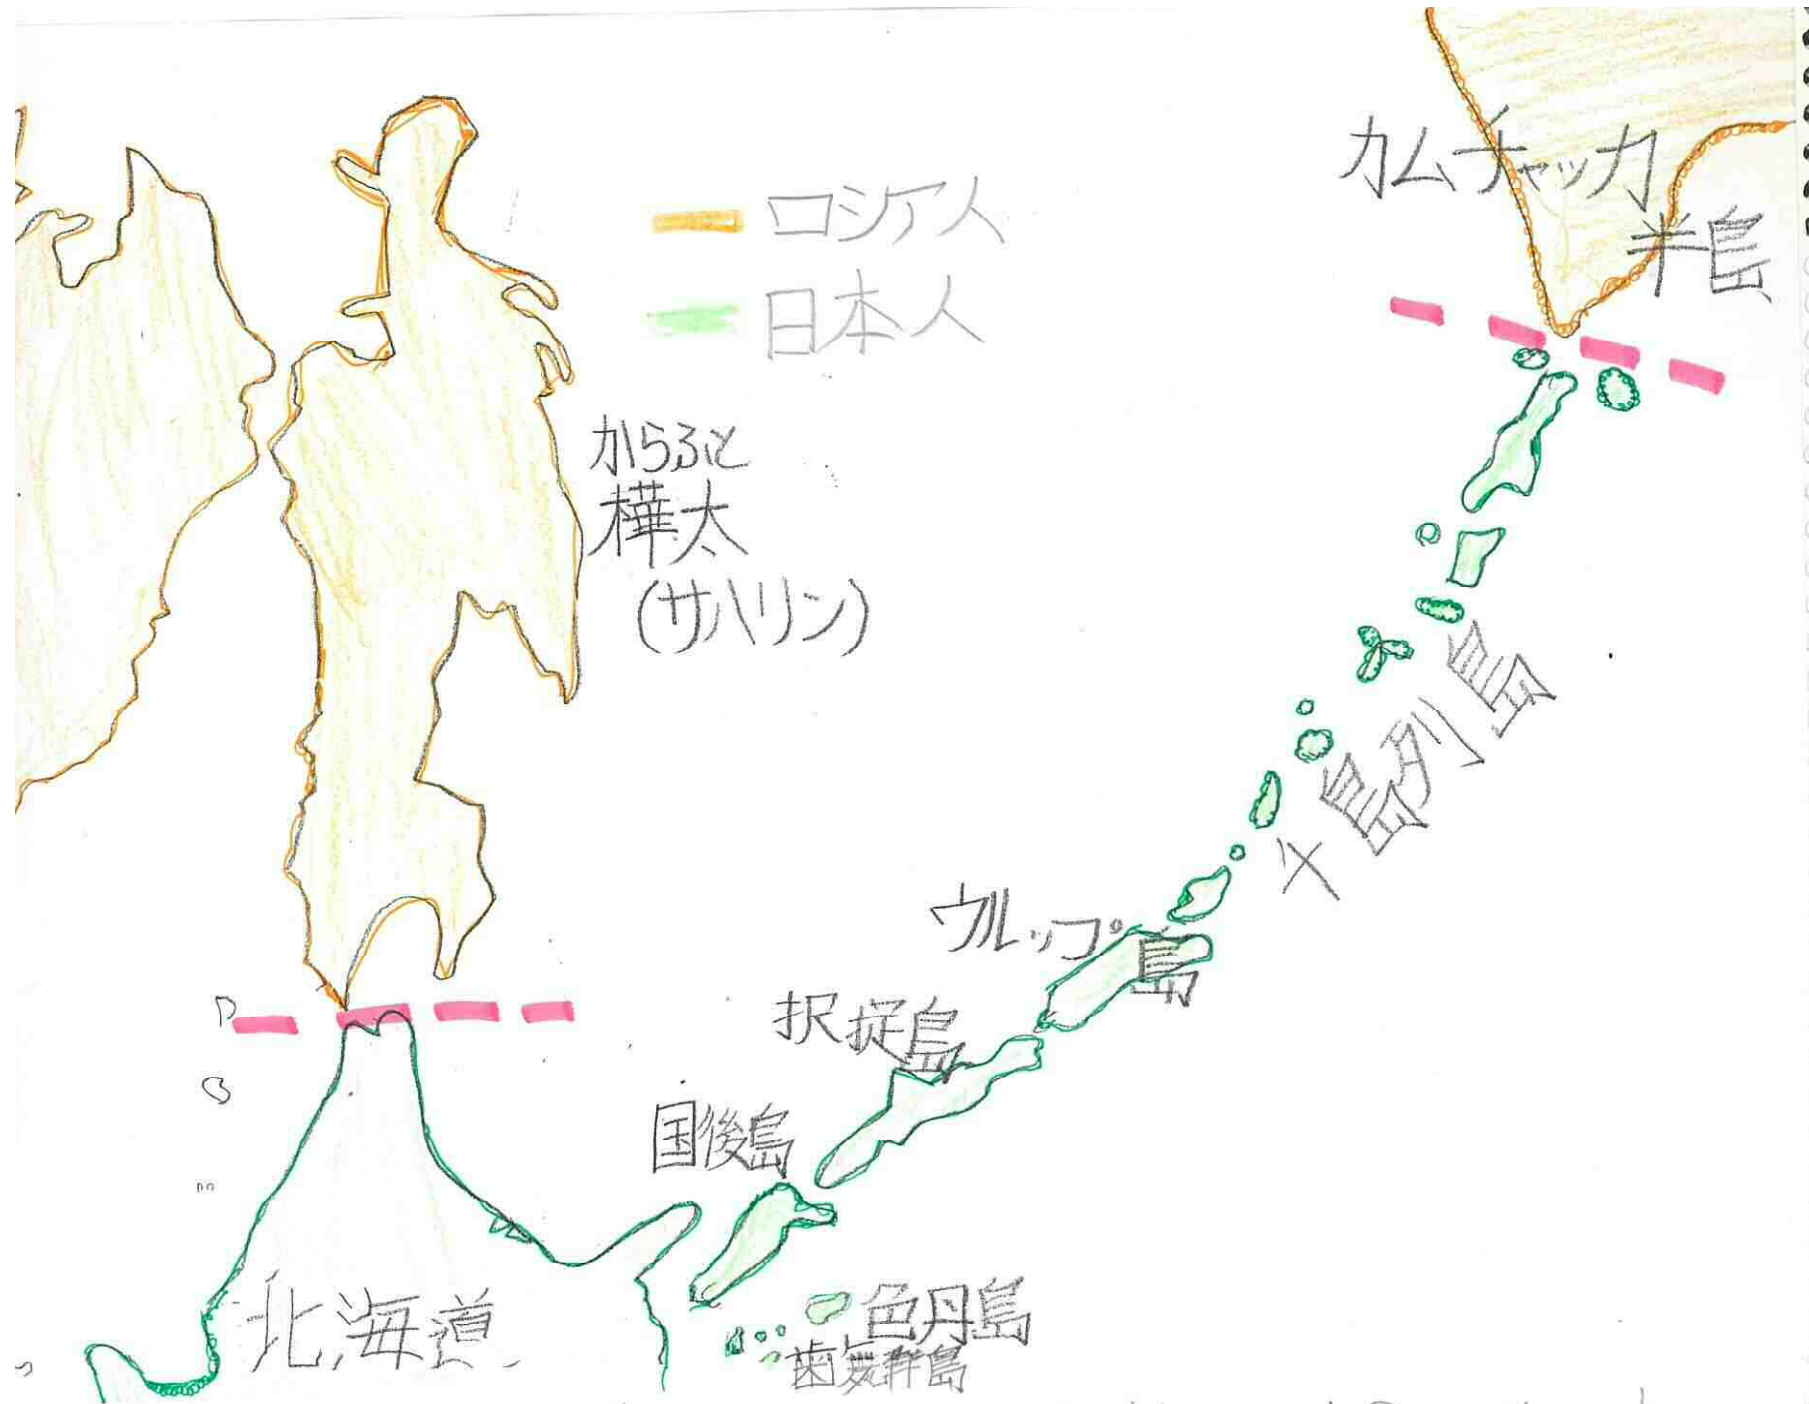 カムチャッカ
半島
ロシア人
日本人
からふと
樺太
(サハリン)
千島列島
ウルップ島
択捉島
国後島
北海道
色丹島
歯舞群島